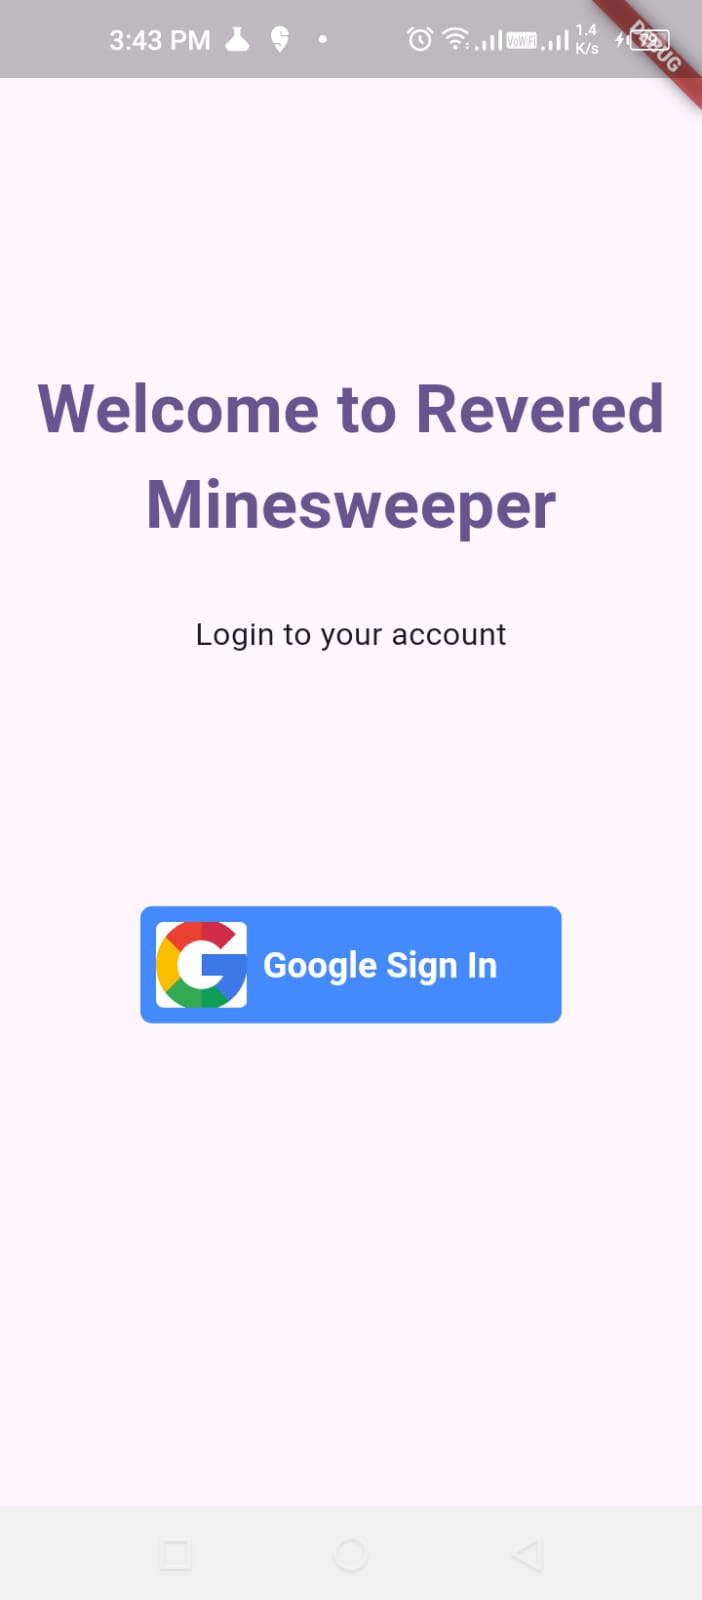 3:43 PM
VoWiFi
1.4
K/s
79
DEBUG
Welcome to Revered
Minesweeper
Login to your account
Google Sign In